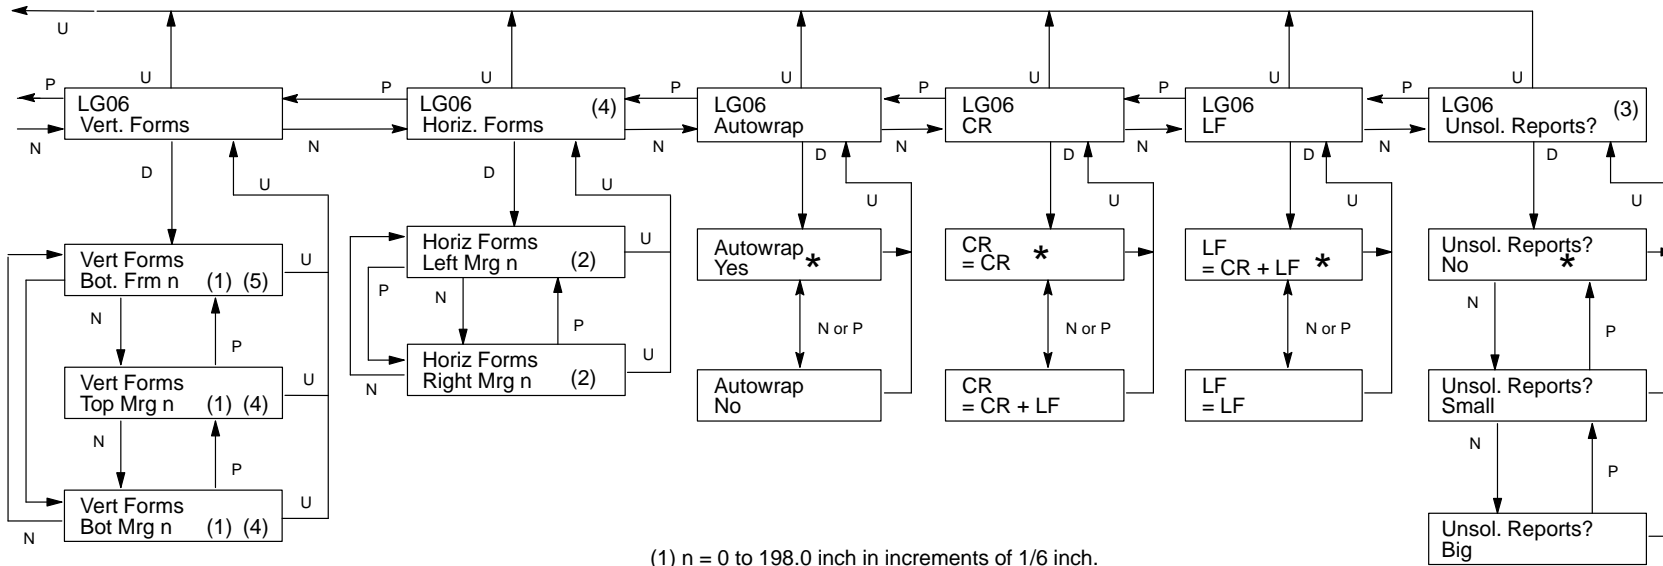 U
P
U
P
U
P
U
P
U
P
U
P
U
LG06
Vert. Forms
LG06 (4)
Horiz. Forms
LG06
Autowrap
LG06
CR
LG06
LF
LG06 (3)
Unsol. Reports?
N
N
N
N
N
N
D
D
D
D
D
D
U
U
U
U
U
U
Vert Forms
Bot. Frm n (1) (5)
U
N
P
Vert Forms
Top Mrg n (1) (4)
U
N
P
Vert Forms
Bot Mrg n (1) (4)
U
N
Horiz Forms
Left Mrg n (2)
U
P
N
P
Horiz Forms
Right Mrg n (2)
U
N
Autowrap
Yes *
N or P
Autowrap
No
CR
= CR *
N or P
CR
= CR + LF
LF
= CR + LF *
N or P
LF
= LF
Unsol. Reports?
No *
N
P
Unsol. Reports?
Small
N
P
Unsol. Reports?
Big
(1) n = 0 to 198.0 inch in increments of 1/6 inch.